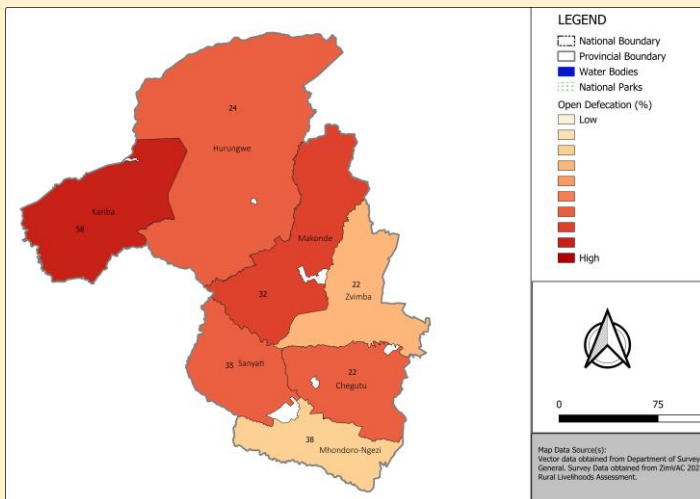 LEGEND
National Boundary
Provincial Boundary
Water Bodies
National Parks
Open Defecation (%)
Low
High
24
Hurungwe
Kariba
58
Makonde
32
22
Zvimba
35 Sanyati
22
Chegutu
38
Mhondoro-Ngezi
0 75
Map Data Source(s):
Vector data obtained from Department of Survey
General. Survey Data obtained from ZimVAC 202
Rural Livelihoods Assessment.